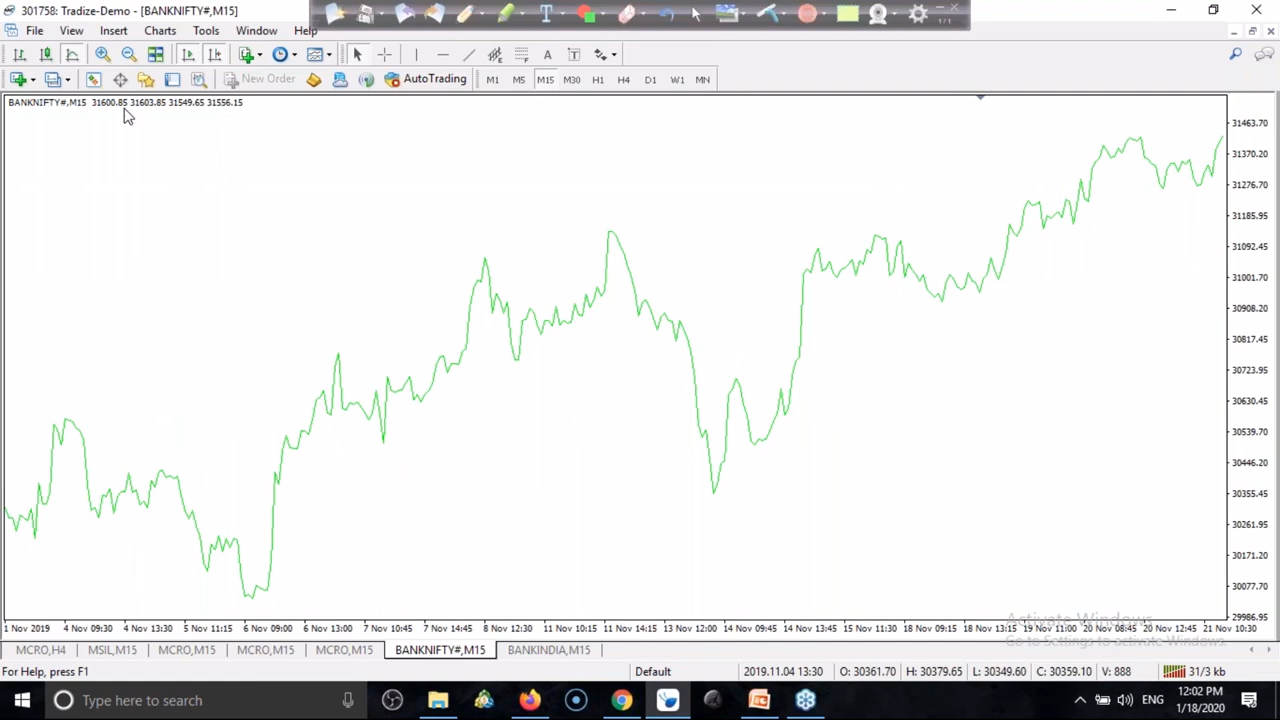 301758: Tradize-Demo - [BANKNIFTY#,M15]
1/1
File View Insert Charts Tools Window Help
New Order AutoTrading M1 M5 M15 M30 H1 H4 D1 W1 MN
BANKNIFTY#,M15 31600.85 31603.85 31549.65 31556.15
31463.70
31370.20
31276.70
31185.95
31092.45
31001.70
30908.20
30817.45
30723.95
30630.45
30539.70
30446.20
30355.45
30261.95
30171.20
30077.70
29986.95
1 Nov 2019 4 Nov 09:30 4 Nov 13:30 5 Nov 11:15 6 Nov 09:00 6 Nov 13:00 7 Nov 10:45 7 Nov 14:45 8 Nov 12:30 11 Nov 10:15 11 Nov 14:15 13 Nov 12:00 14 Nov 09:45 15 Nov 11:30 18 Nov 09:15 18 Nov 13:15 19 Nov 11:00 20 Nov 08:45 20 Nov 12:45 21 Nov 10:30
Activate Windows
Go to Settings to activate Windows.
MCRO,H4 MSIL,M15 MCRO,M15 MCRO,M15 MCRO,M15 BANKNIFTY#,M15 BANKINDIA,M15
For Help, press F1 Default 2019.11.04 13:30 O: 30361.70 H: 30379.65 L: 30349.60 C: 30359.10 V: 888 31/3 kb
Type here to search ENG 12:02 PM
1/18/2020